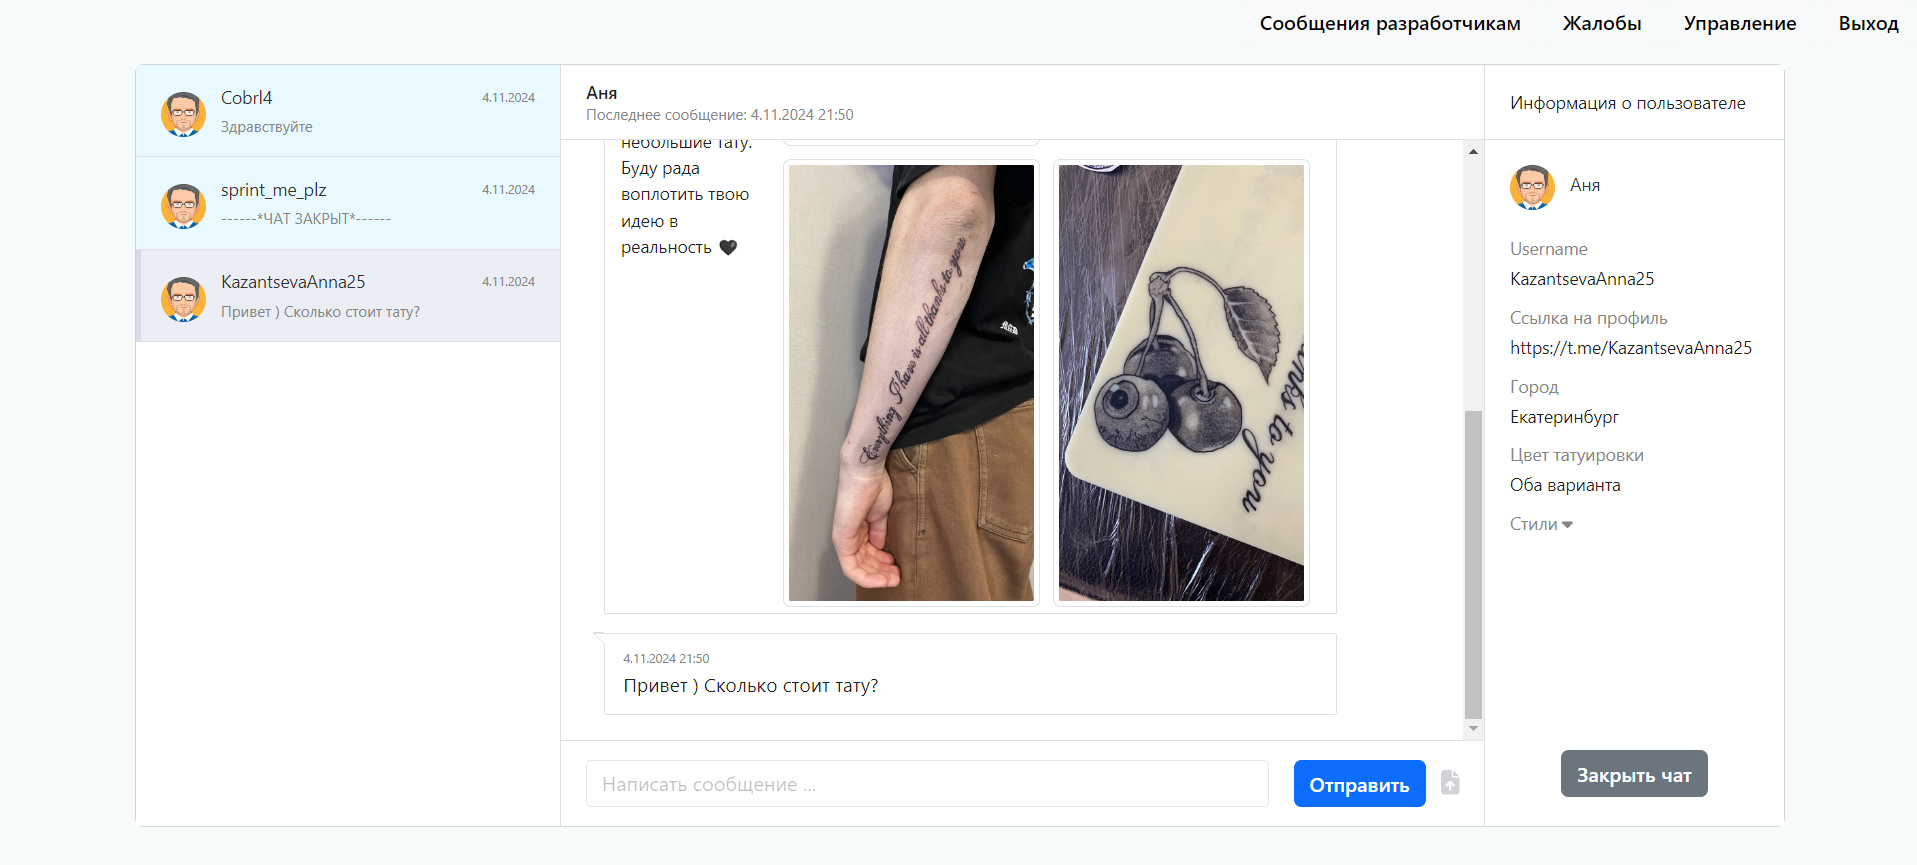 Сообщения разработчикам Жалобы Управление Выход
Cobrl4 4.11.2024
Здравствуйте
sprint_me_plz 4.11.2024
------*ЧАТ ЗАКРЫТ*------
KazantsevaAnna25 4.11.2024
Привет ) Сколько стоит тату?
Аня
Последнее сообщение: 4.11.2024 21:50
небольшие тату.
Буду рада
воплотить твою
идею в
реальность 🖤
Everything I have is all thanks to you
anks to you
4.11.2024 21:50
Привет ) Сколько стоит тату?
Написать сообщение ...
Отправить
Информация о пользователе
Аня
Username
KazantsevaAnna25
Ссылка на профиль
https://t.me/KazantsevaAnna25
Город
Екатеринбург
Цвет татуировки
Оба варианта
Стили
Закрыть чат